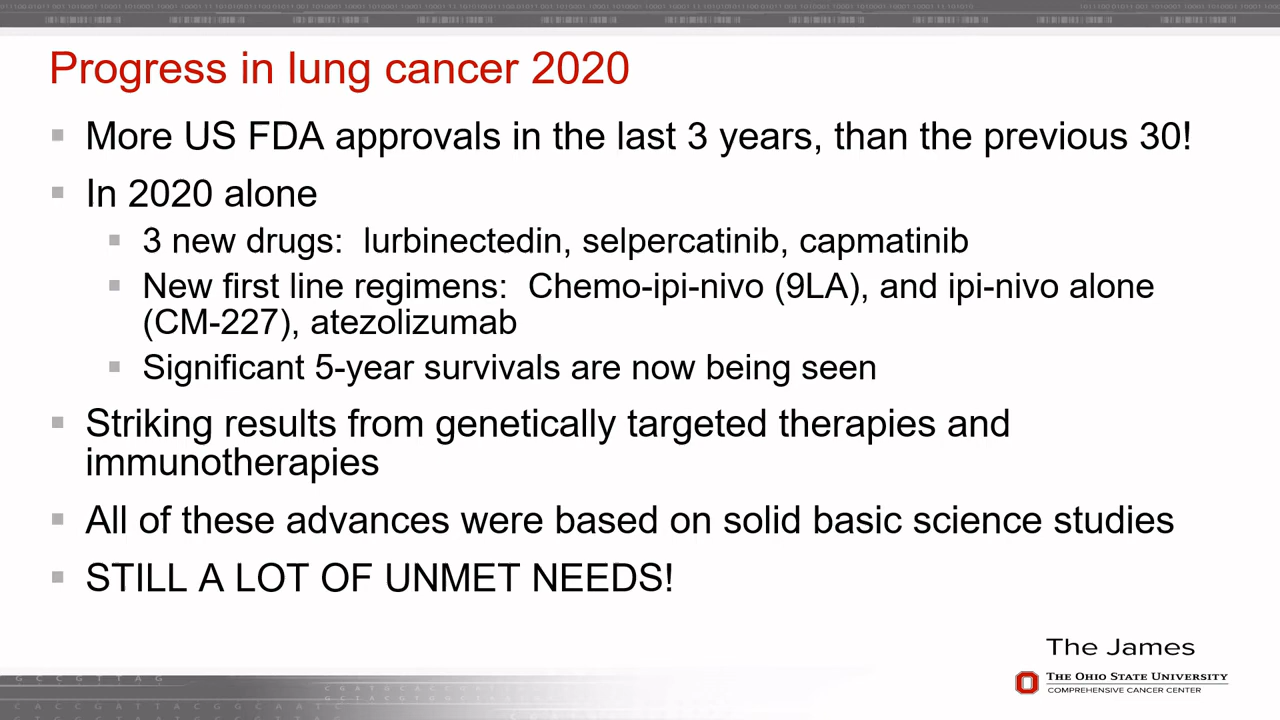 Progress in lung cancer 2020
▪ More US FDA approvals in the last 3 years, than the previous 30!
▪ In 2020 alone
▪ 3 new drugs:  lurbinectedin, selpercatinib, capmatinib
▪ New first line regimens:  Chemo-ipi-nivo (9LA), and ipi-nivo alone
(CM-227), atezolizumab
▪ Significant 5-year survivals are now being seen
▪ Striking results from genetically targeted therapies and
immunotherapies
▪ All of these advances were based on solid basic science studies
▪ STILL A LOT OF UNMET NEEDS!
The James
THE OHIO STATE UNIVERSITY
COMPREHENSIVE CANCER CENTER
GCCGTTAG